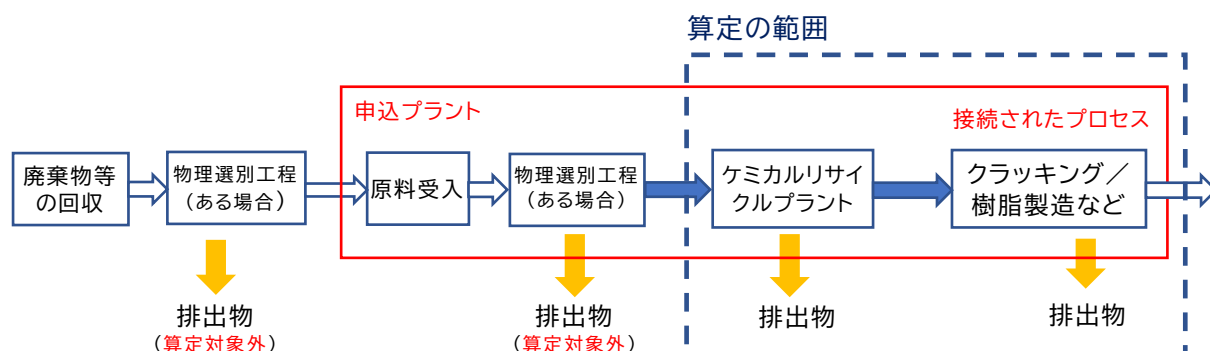 算定の範囲
申込プラント
接続されたプロセス
廃棄物等
の回収
物理選別工程
(ある場合)
原料受入
物理選別工程
(ある場合)
ケミカルリサイ
クルプラント
クラッキング／
樹脂製造など
排出物
(算定対象外)
排出物
(算定対象外)
排出物
排出物